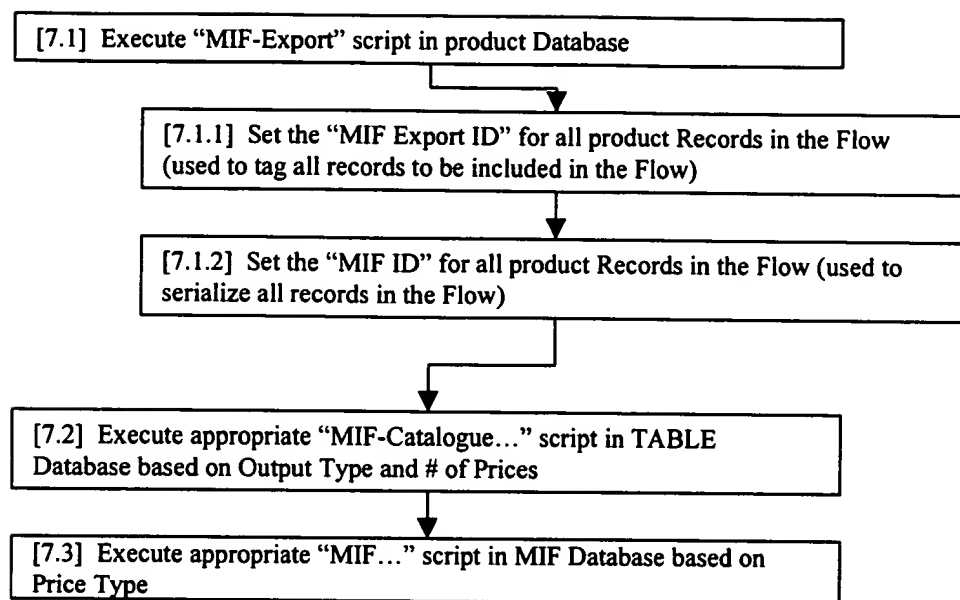 [7.1] Execute “MIF-Export” script in product Database
[7.1.1] Set the “MIF Export ID” for all product Records in the Flow
(used to tag all records to be included in the Flow)
[7.1.2] Set the “MIF ID” for all product Records in the Flow (used to
serialize all records in the Flow)
[7.2] Execute appropriate “MIF-Catalogue…” script in TABLE
Database based on Output Type and # of Prices
[7.3] Execute appropriate “MIF…” script in MIF Database based on
Price Type